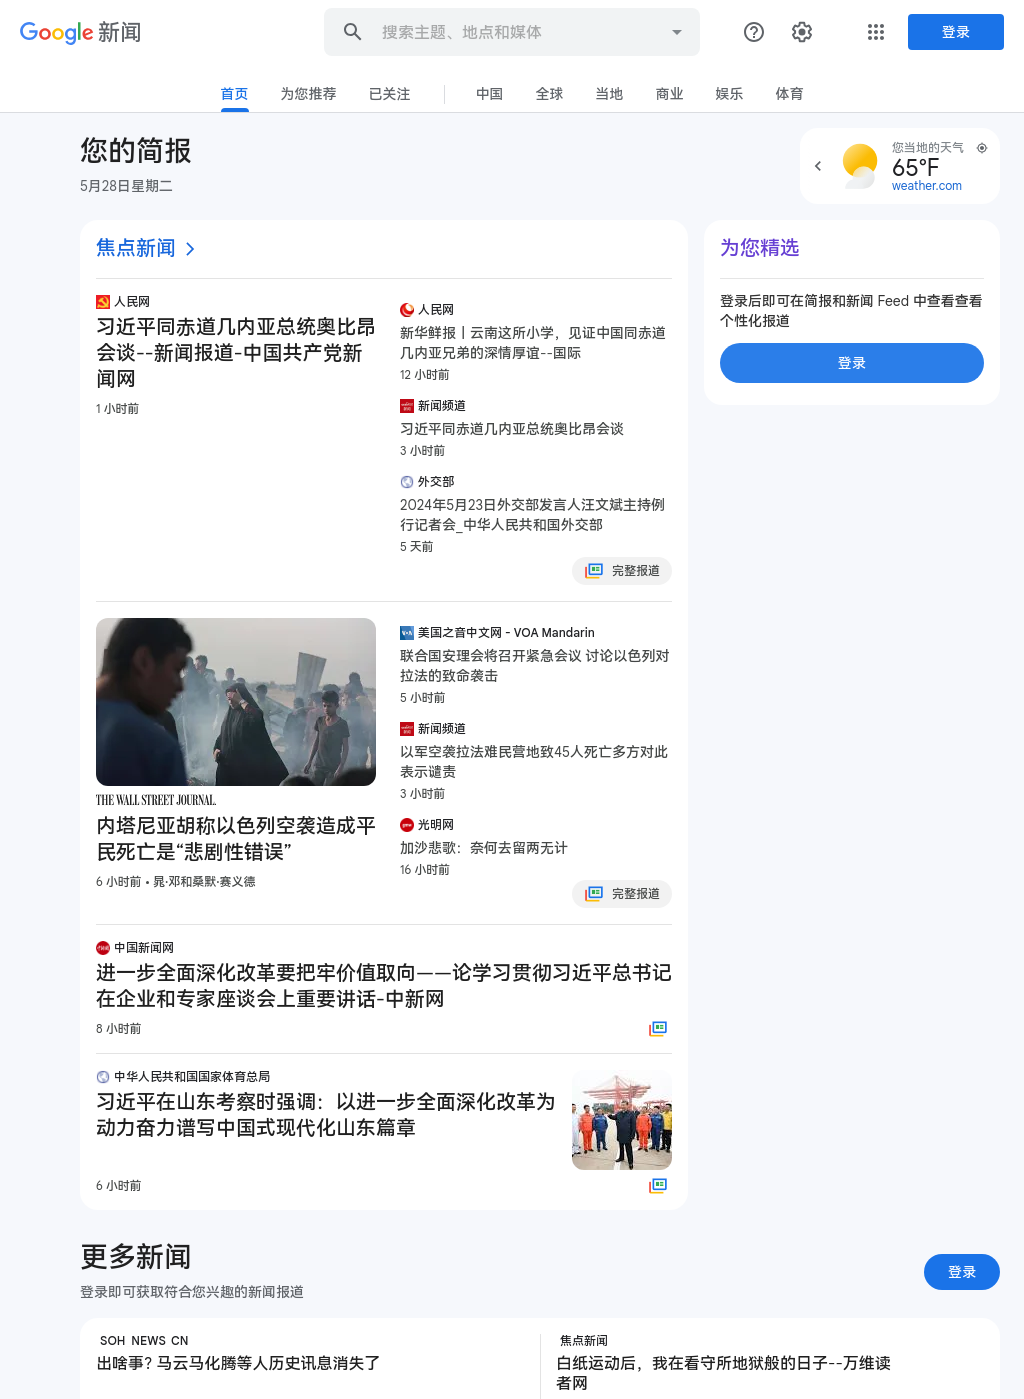 Google 新闻
搜索主题、地点和媒体
登录
首页
为您推荐
已关注
中国
全球
当地
商业
娱乐
体育
您的简报
5月28日星期二
您当地的天气
65°F
weather.com
焦点新闻
人民网
习近平同赤道几内亚总统奥比昂
会谈--新闻报道-中国共产党新
闻网
1 小时前
人民网
新华鲜报丨云南这所小学，见证中国同赤道
几内亚兄弟的深情厚谊--国际
12 小时前
新闻频道
习近平同赤道几内亚总统奥比昂会谈
3 小时前
外交部
2024年5月23日外交部发言人汪文斌主持例
行记者会_中华人民共和国外交部
5 天前
完整报道
为您精选
登录后即可在简报和新闻 Feed 中查看查看
个性化报道
登录
THE WALL STREET JOURNAL.
内塔尼亚胡称以色列空袭造成平
民死亡是“悲剧性错误”
6 小时前 • 晁·邓和桑默·赛义德
美国之音中文网 - VOA Mandarin
联合国安理会将召开紧急会议 讨论以色列对
拉法的致命袭击
5 小时前
新闻频道
以军空袭拉法难民营地致45人死亡多方对此
表示谴责
3 小时前
光明网
加沙悲歌：奈何去留两无计
16 小时前
完整报道
中国新闻网
进一步全面深化改革要把牢价值取向——论学习贯彻习近平总书记
在企业和专家座谈会上重要讲话-中新网
8 小时前
中华人民共和国国家体育总局
习近平在山东考察时强调：以进一步全面深化改革为
动力奋力谱写中国式现代化山东篇章
6 小时前
更多新闻
登录即可获取符合您兴趣的新闻报道
登录
SOH NEWS CN
出啥事? 马云马化腾等人历史讯息消失了
焦点新闻
白纸运动后，我在看守所地狱般的日子--万维读
者网